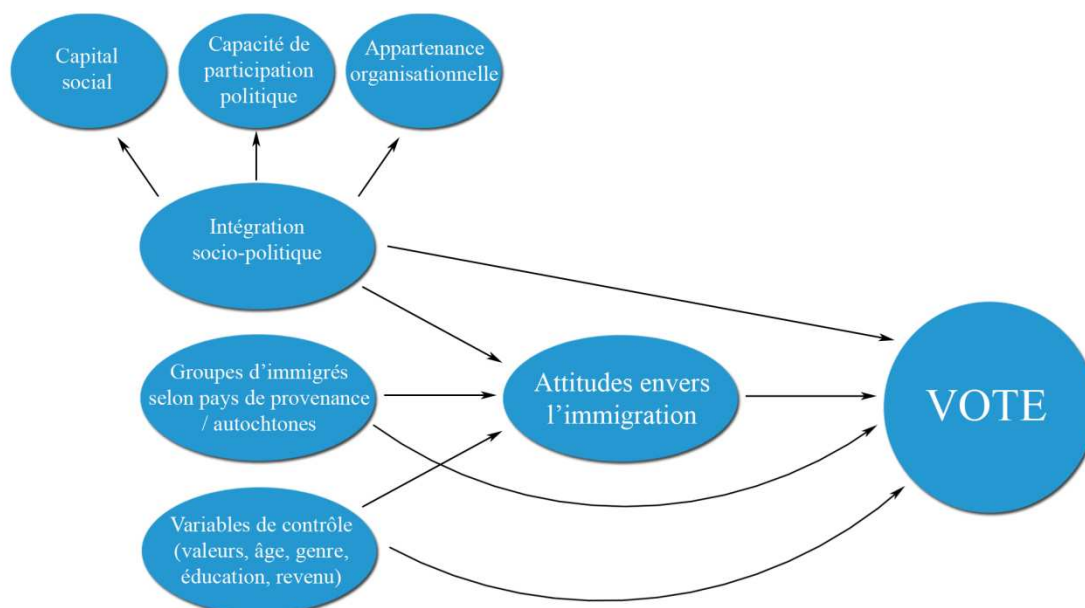 Capital
social
Capacité de
participation
politique
Appartenance
organisationnelle
Intégration
socio-politique
Groupes d’immigrés
selon pays de provenance
/ autochtones
Attitudes envers
l’immigration
VOTE
Variables de contrôle
(valeurs, âge, genre,
éducation, revenu)